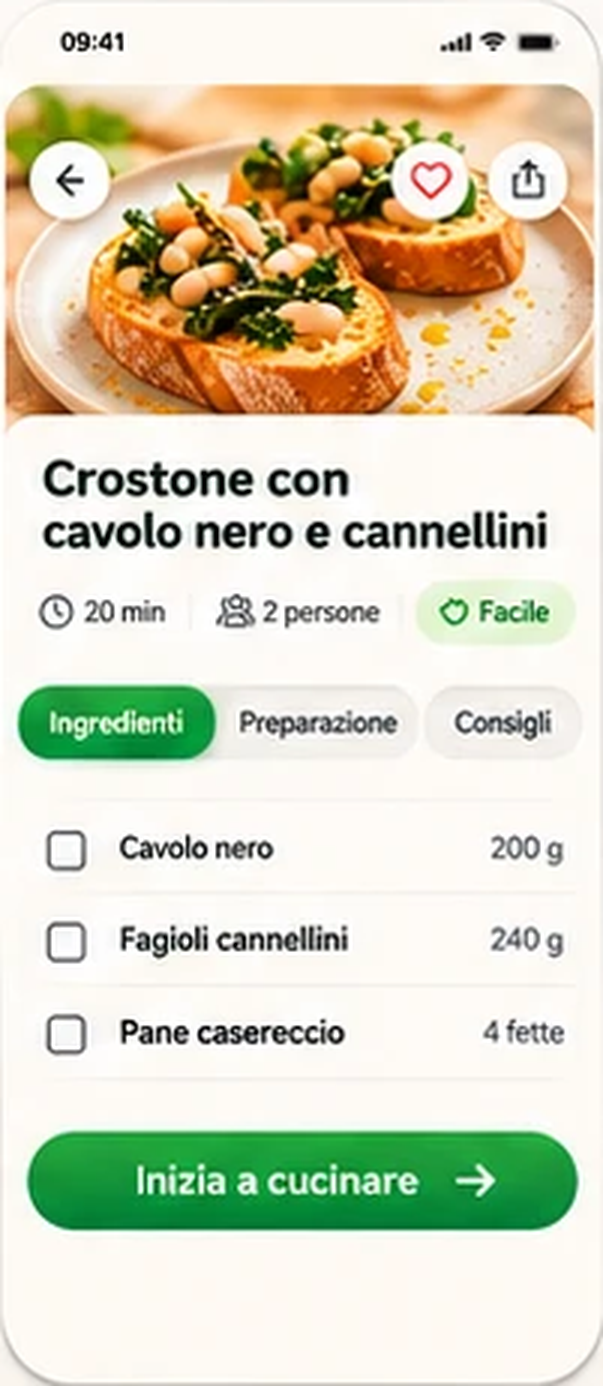 09:41
Crostone con
cavolo nero e cannellini
20 min 2 persone Facile
Ingredienti Preparazione Consigli
Cavolo nero 200 g
Fagioli cannellini 240 g
Pane casereccio 4 fette
Inizia a cucinare